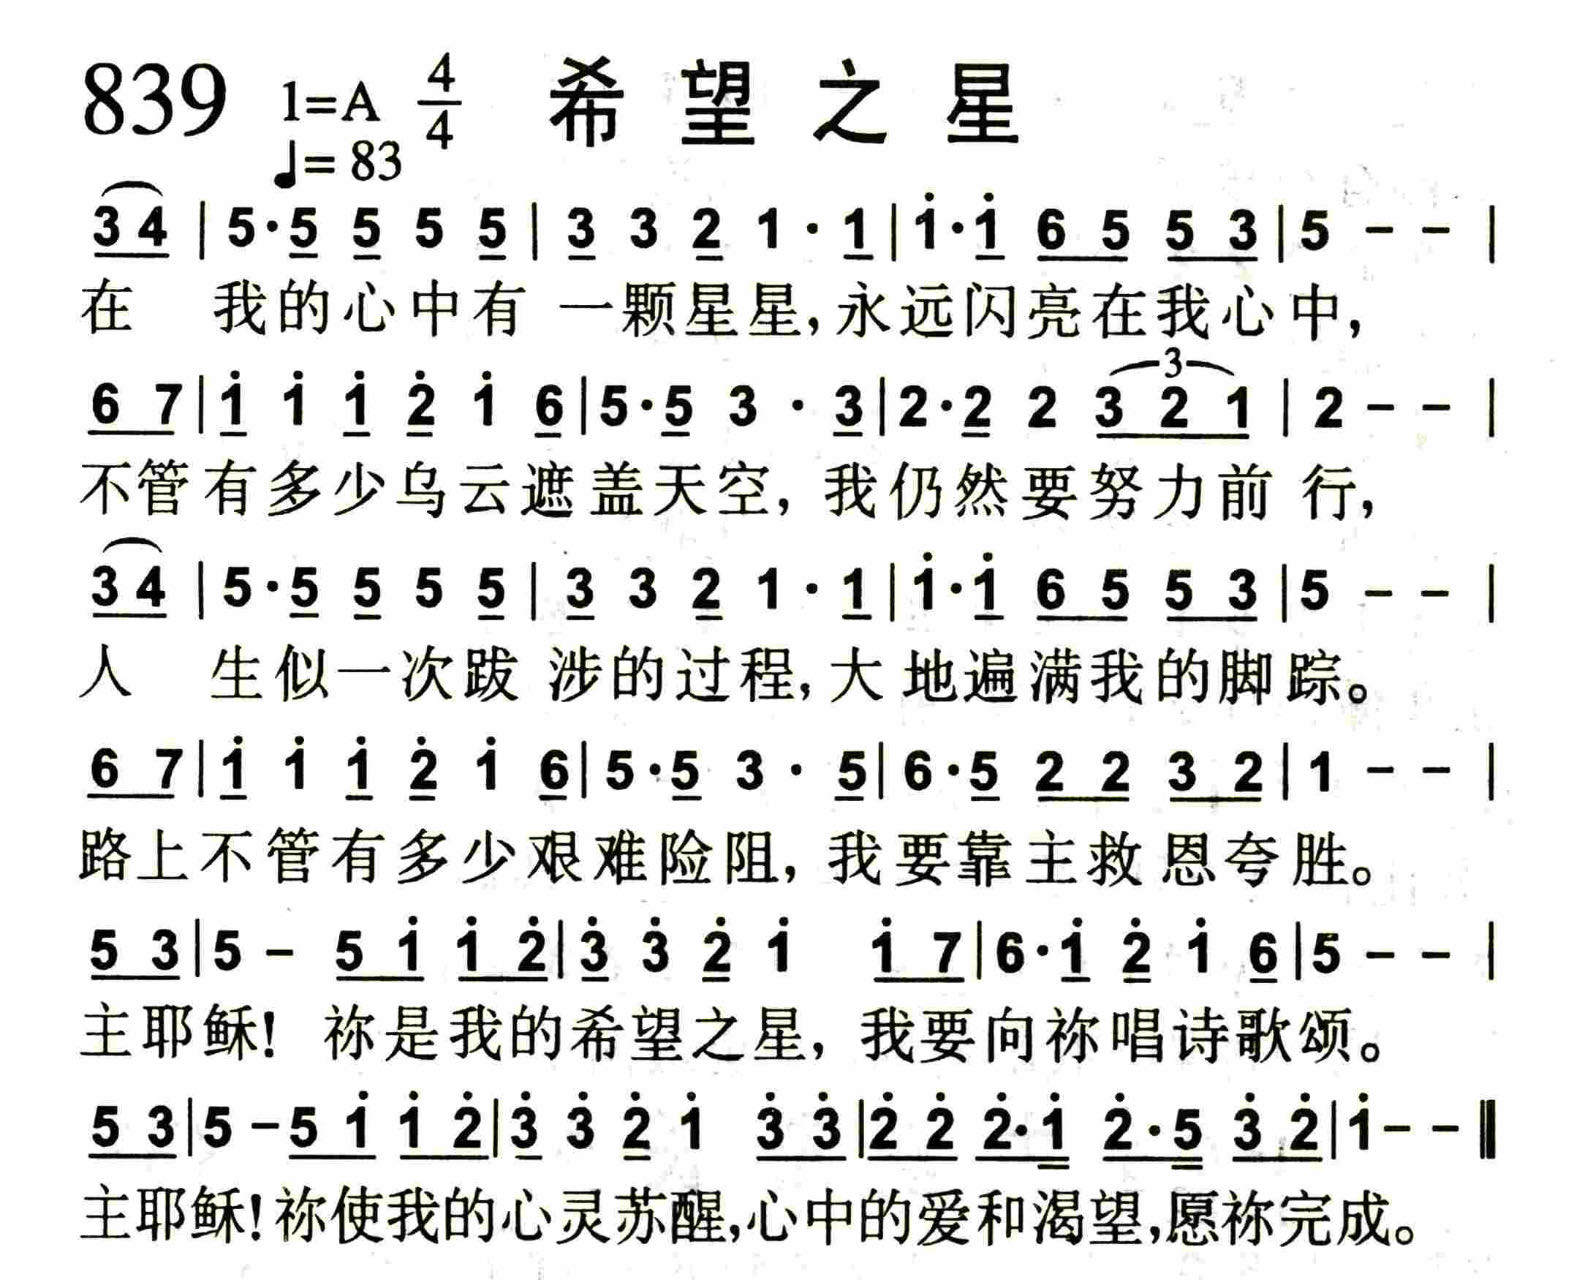 839 1=A 4/4 希望之星
♩=83
3 4 | 5·5 5 5 5 | 3 3 2 1·1 | i·i 6 5 5 3 | 5 - - |
在 我的心中有 一颗星星,永远闪亮在我心中,
6 7 | i i i 2̇ i 6 | 5·5 3·3 | 2·2 2 3 2 1 | 2 - - |
不管有多少乌云遮盖天空, 我仍然要努力前 行,
3 4 | 5·5 5 5 5 | 3 3 2 1·1 | i·i 6 5 5 3 | 5 - - |
人 生似一次跋 涉的过程,大地遍满我的脚踪。
6 7 | i i i 2̇ i 6 | 5·5 3·5 | 6·5 2 2 3 2 | 1 - - |
路上不管有多少艰难险阻, 我要靠主救恩夸胜。
5 3 | 5 - 5 i i 2̇ | 3̇ 3̇ 2̇ i i 7 | 6·i 2̇ i 6 | 5 - - |
主耶稣! 祢是我的希望之星, 我要向祢唱诗歌颂。
5 3 | 5 - 5 i i 2̇ | 3̇ 3̇ 2̇ i 3̇ 3̇ | 2̇ 2̇ 2̇·i 2̇·5 3̇ 2̇ | i - - ‖
主耶稣!祢使我的心灵苏醒,心中的爱和渴望,愿祢完成。